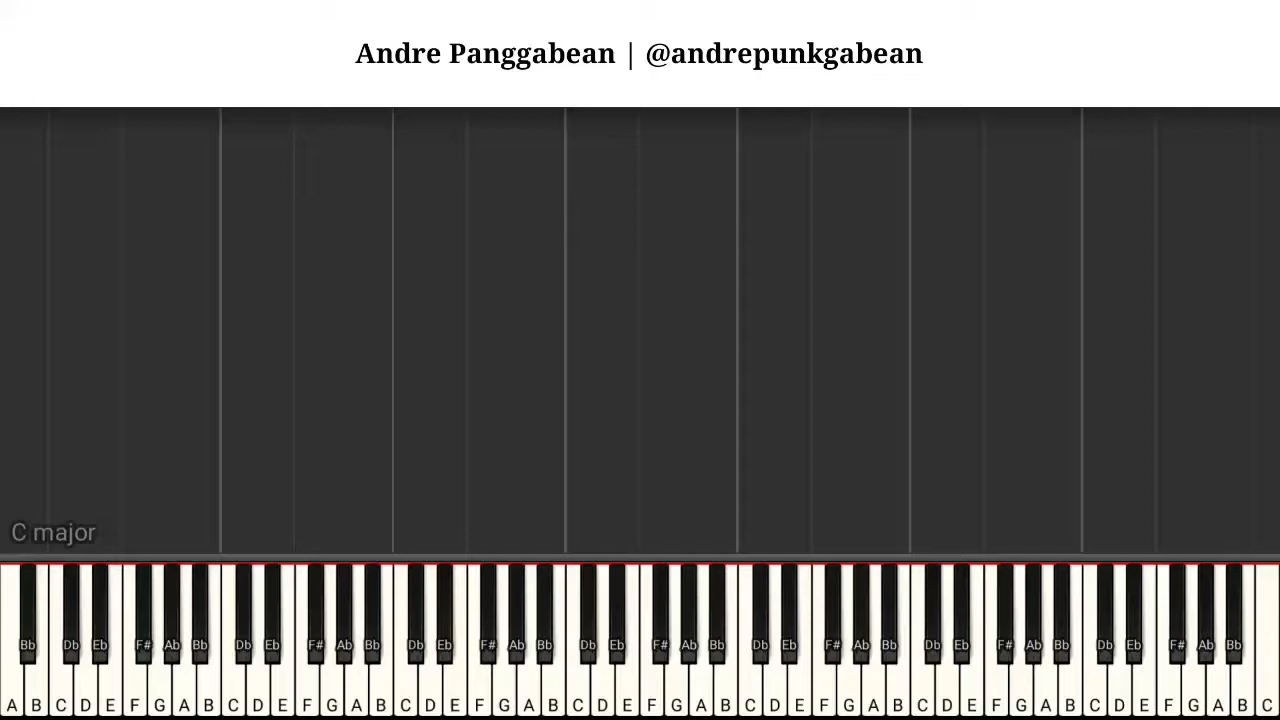 Andre Panggabean | @andrepunkgabean
C major
Bb Db Eb F# Ab Bb Db Eb F# Ab Bb Db Eb F# Ab Bb Db Eb F# Ab Bb Db Eb F# Ab Bb Db Eb F# Ab Bb Db Eb F# Ab Bb
A B C D E F G A B C D E F G A B C D E F G A B C D E F G A B C D E F G A B C D E F G A B C D E F G A B C